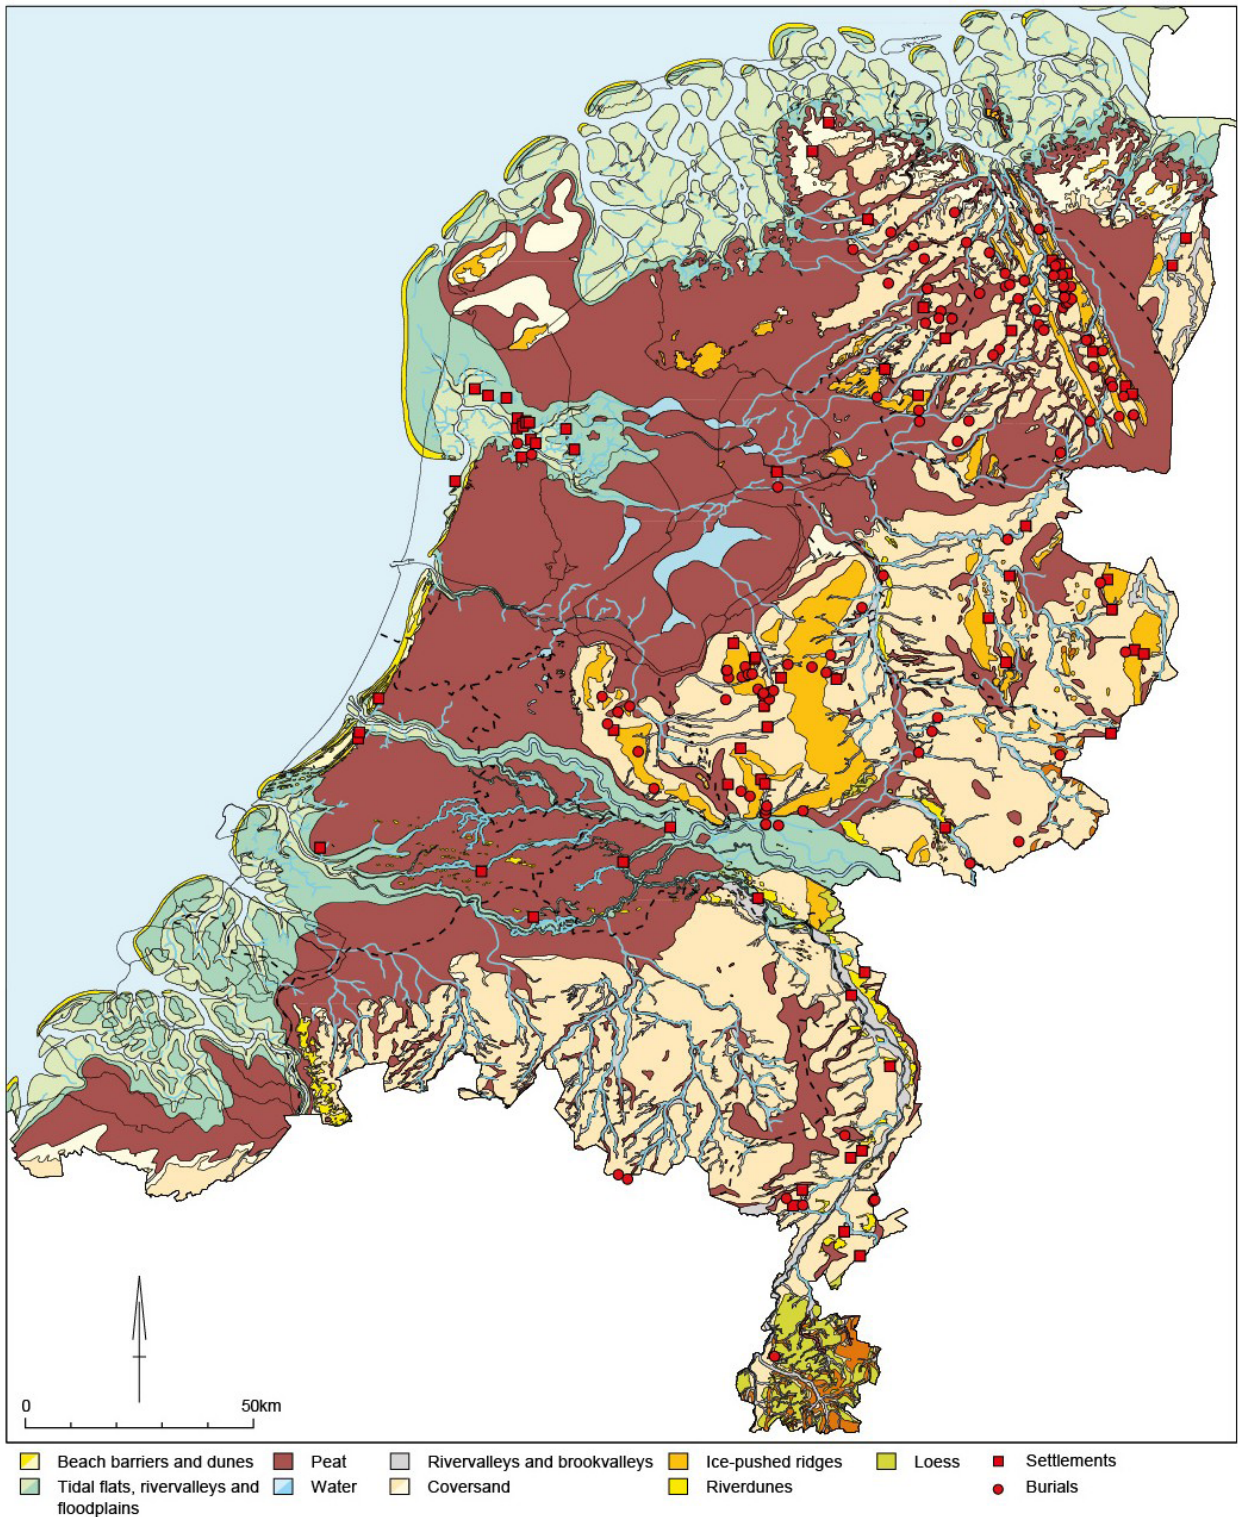 0
50km
Beach barriers and dunes
Peat
Rivervalleys and brookvalleys
Ice-pushed ridges
Loess
Settlements
Tidal flats, rivervalleys and
floodplains
Water
Coversand
Riverdunes
Burials